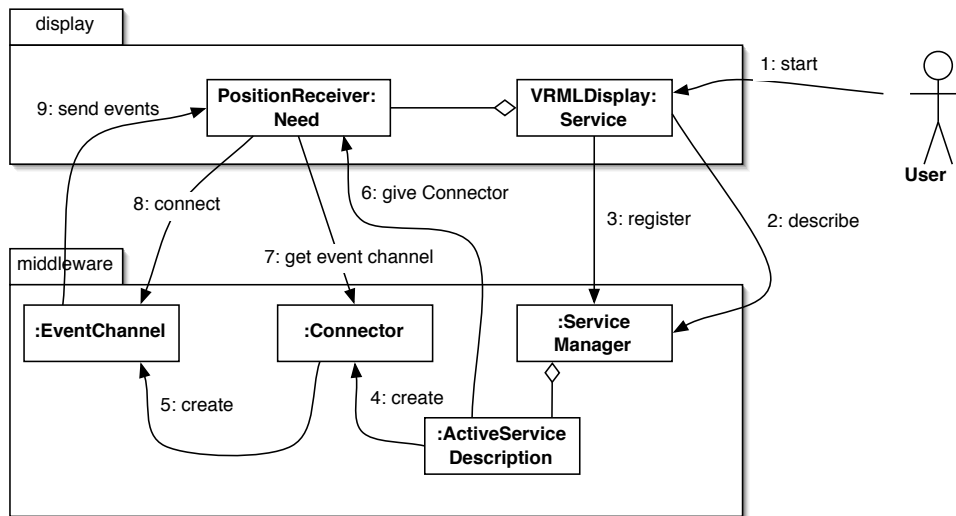 display
1: start
PositionReceiver:
Need
VRMLDisplay:
Service
9: send events
User
6: give Connector
8: connect
3: register
2: describe
7: get event channel
middleware
:EventChannel
:Connector
:Service
Manager
5: create
4: create
:ActiveService
Description